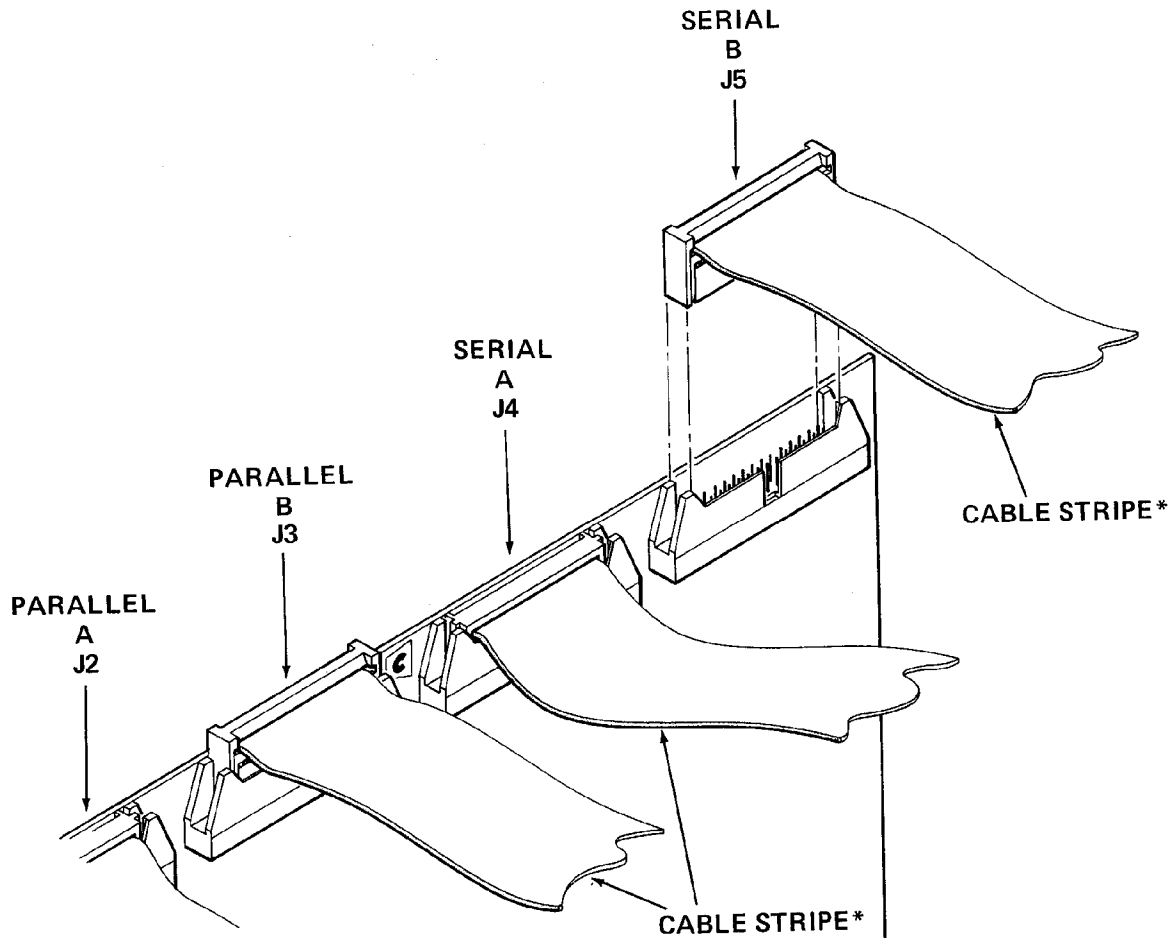 SERIAL
B
J5
SERIAL
A
J4
PARALLEL
B
J3
PARALLEL
A
J2
C
CABLE STRIPE*
CABLE STRIPE*